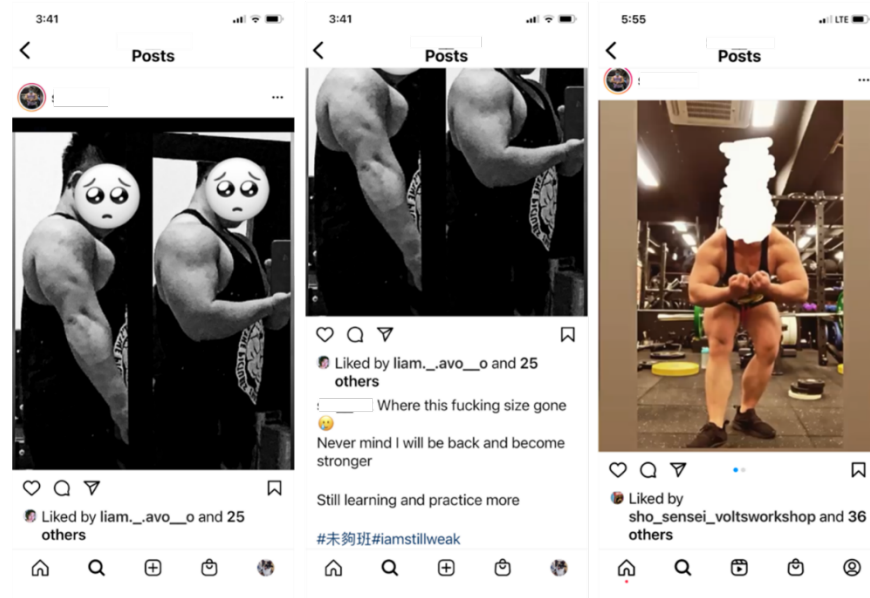 3:41
Posts
Liked by liam._.avo__o and 25
others
3:41
Posts
Liked by liam._.avo__o and 25
others
Where this fucking size gone
🥲
Never mind I will be back and become
stronger
Still learning and practice more
#未夠班#iamstillweak
5:55
LTE
Posts
Liked by
sho_sensei_voltsworkshop and 36
others